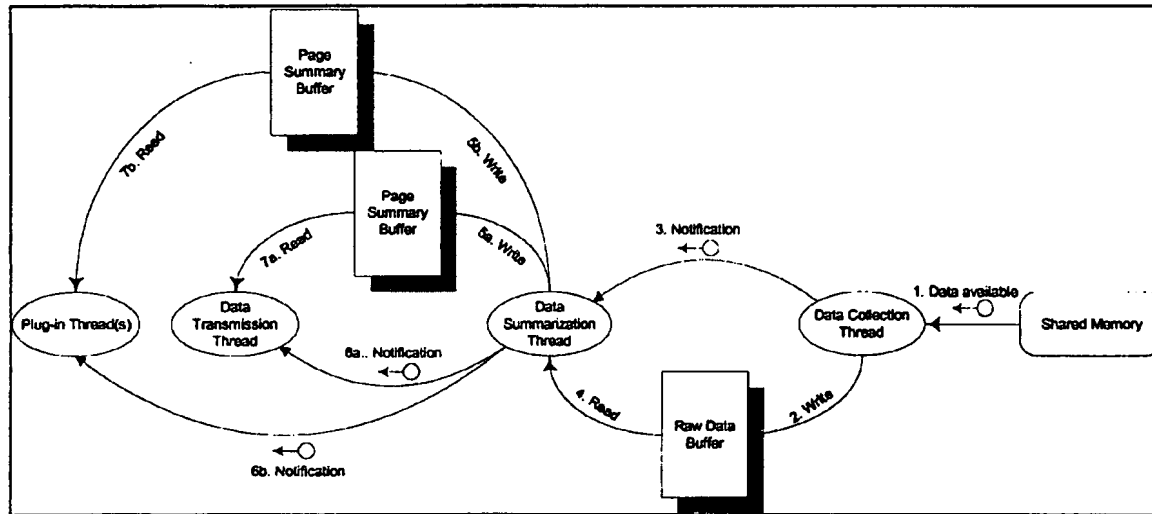 Page
Summary
Buffer
7b. Read
5b. Write
Page
Summary
Buffer
7a. Read
5a. Write
3. Notification
1. Data available
Plug-in Thread(s)
Data
Transmission
Thread
Data
Summarization
Thread
Data Collection
Thread
Shared Memory
6a.. Notification
4. Read
Raw Data
Buffer
2. Write
6b. Notification